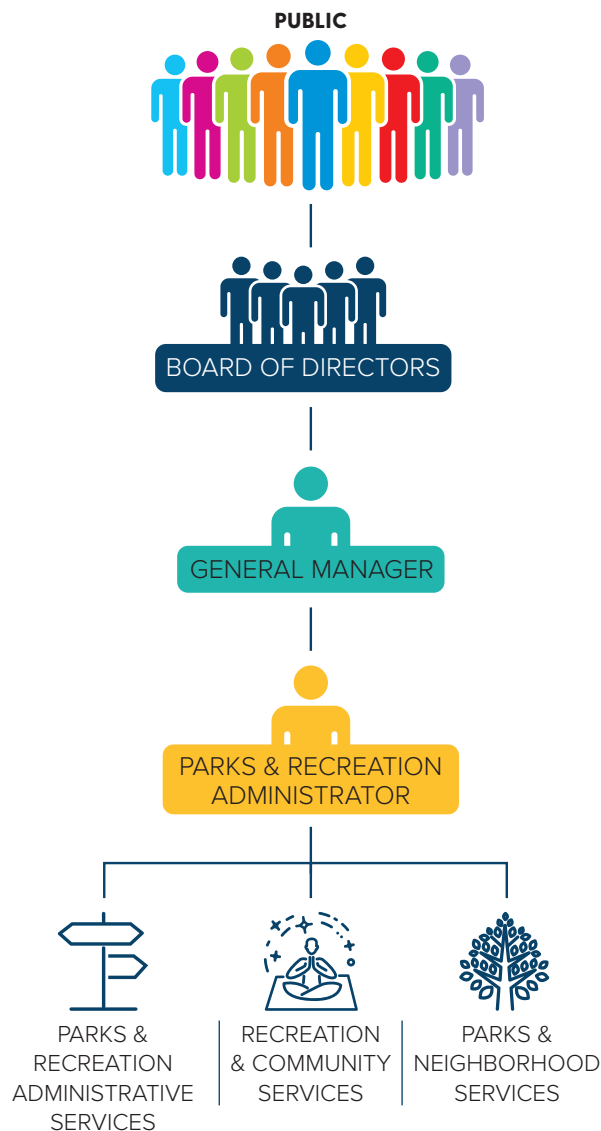 PUBLIC
BOARD OF DIRECTORS
GENERAL MANAGER
PARKS & RECREATION
ADMINISTRATOR
PARKS &
RECREATION
ADMINISTRATIVE
SERVICES
RECREATION
& COMMUNITY
SERVICES
PARKS &
NEIGHBORHOOD
SERVICES